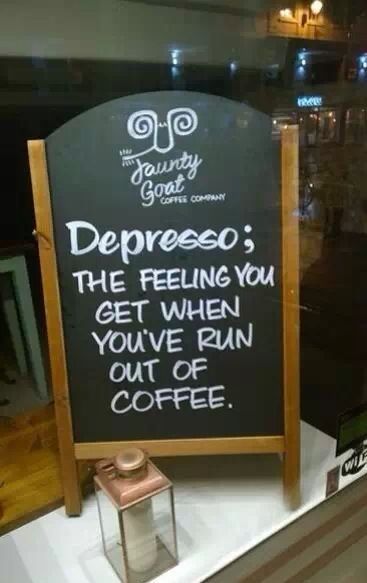 Jaunty
Goat
COFFEE COMPANY
Depresso;
THE FEELING YOU
GET WHEN
YOU'VE RUN
OUT OF
COFFEE.